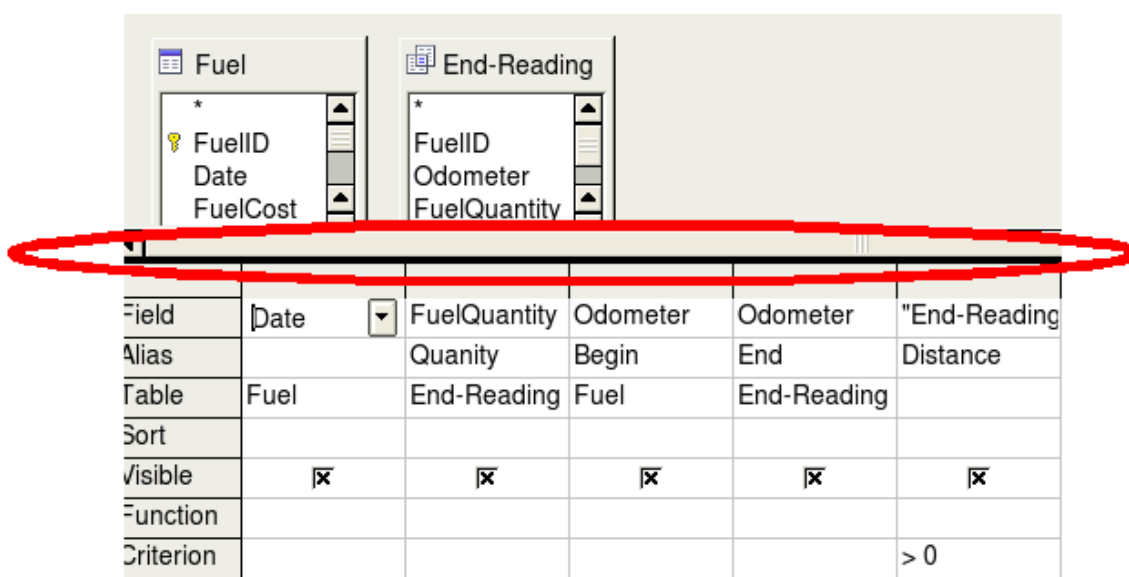 Fuel End-Reading
* *
FuelID FuelID
Date Odometer
FuelCost FuelQuantity
Field Date FuelQuantity Odometer Odometer "End-Reading
Alias Quanity Begin End Distance
Table Fuel End-Reading Fuel End-Reading
Sort
Visible
Function
Criterion > 0